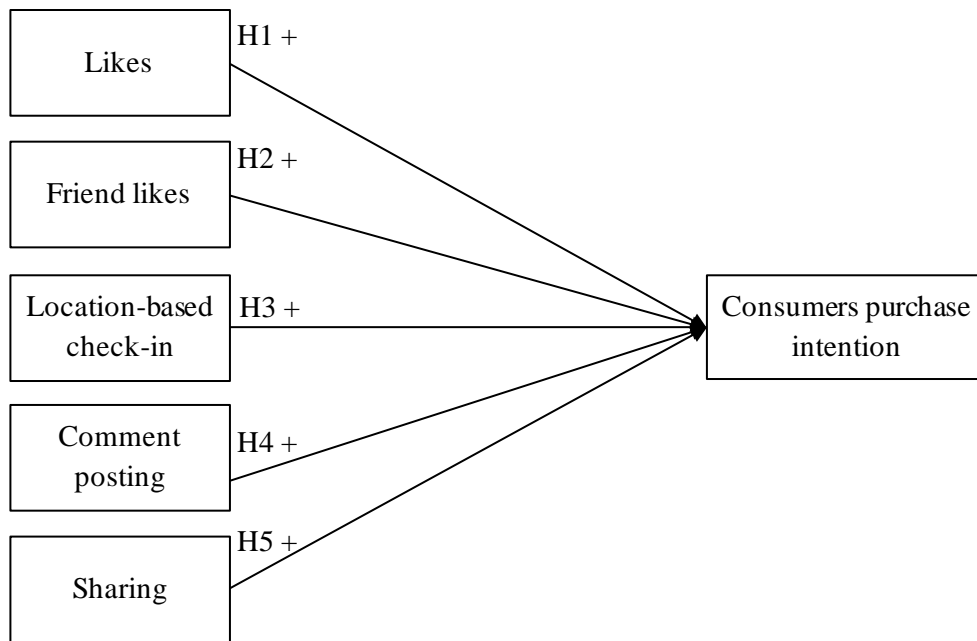 H1 +
Likes
H2 +
Friend likes
Location-based
check-in
H3 +
Consumers purchase
intention
Comment
posting
H4 +
H5 +
Sharing